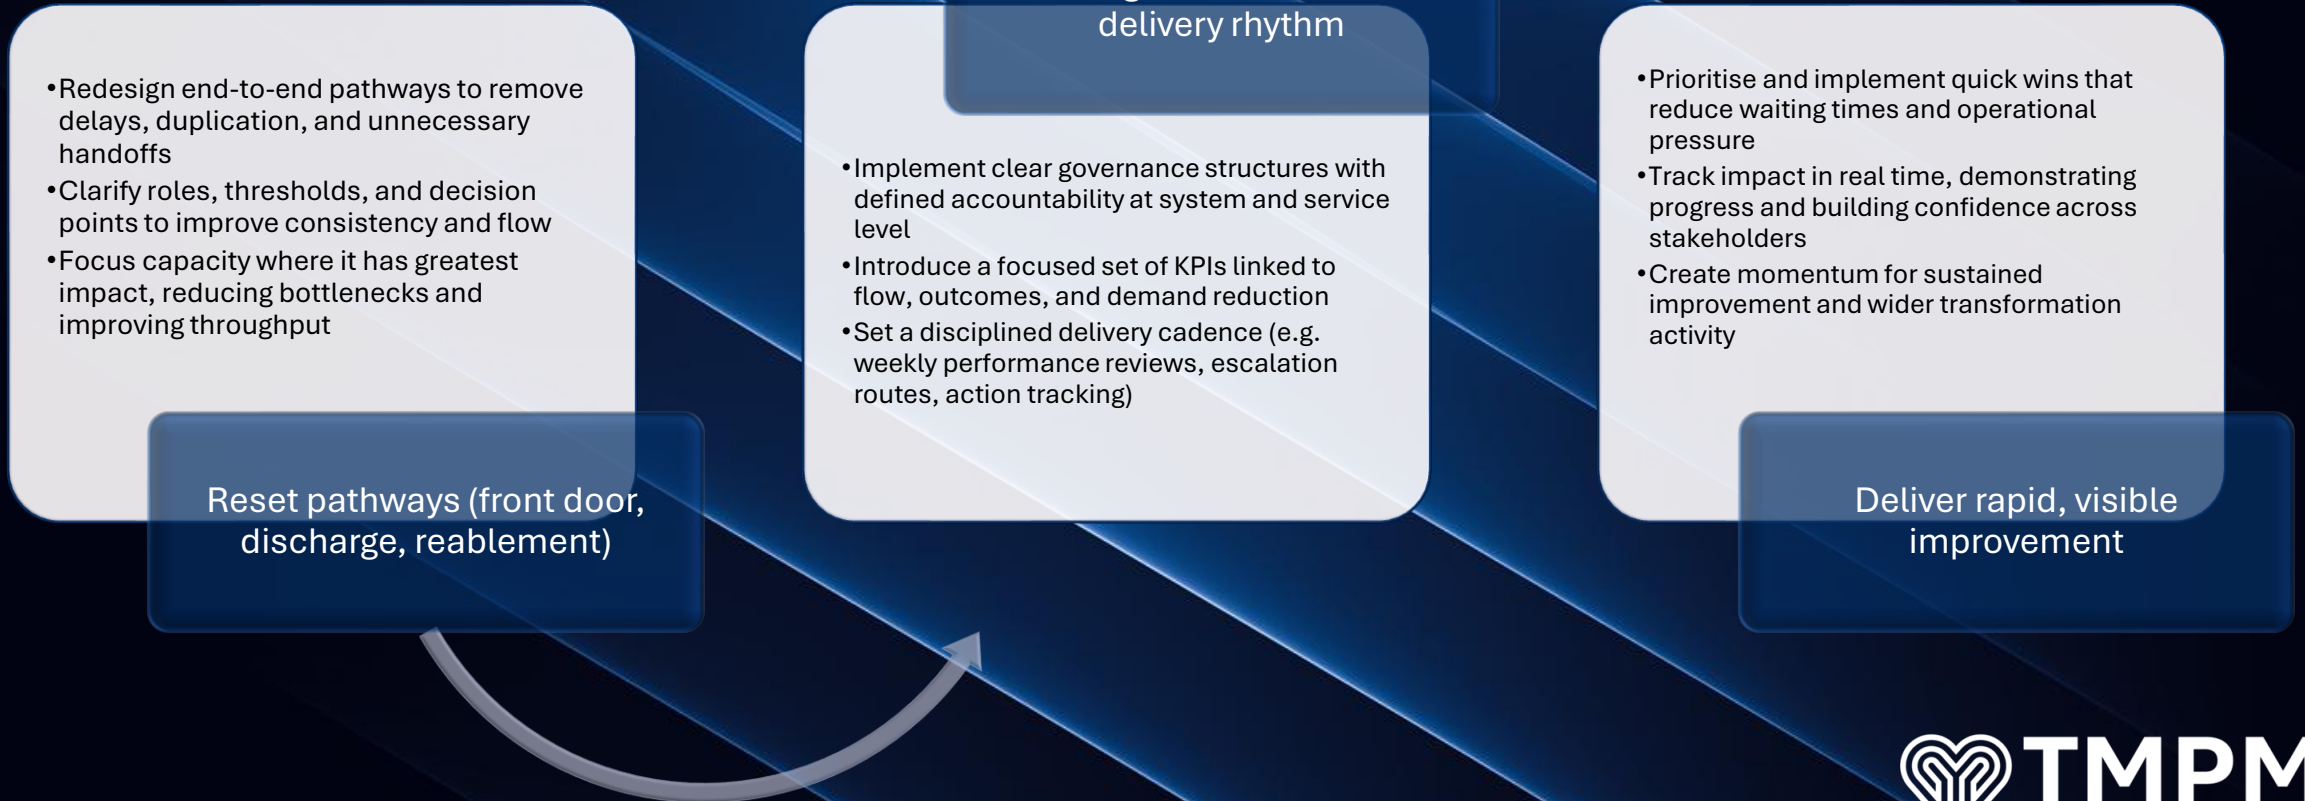 •Redesign end-to-end pathways to remove
delays, duplication, and unnecessary
handoffs
•Clarify roles, thresholds, and decision
points to improve consistency and flow
•Focus capacity where it has greatest
impact, reducing bottlenecks and
improving throughput
Reset pathways (front door,
discharge, reablement)
delivery rhythm
•Implement clear governance structures with
defined accountability at system and service
level
•Introduce a focused set of KPIs linked to
flow, outcomes, and demand reduction
•Set a disciplined delivery cadence (e.g.
weekly performance reviews, escalation
routes, action tracking)
•Prioritise and implement quick wins that
reduce waiting times and operational
pressure
•Track impact in real time, demonstrating
progress and building confidence across
stakeholders
•Create momentum for sustained
improvement and wider transformation
activity
Deliver rapid, visible
improvement
TMPM